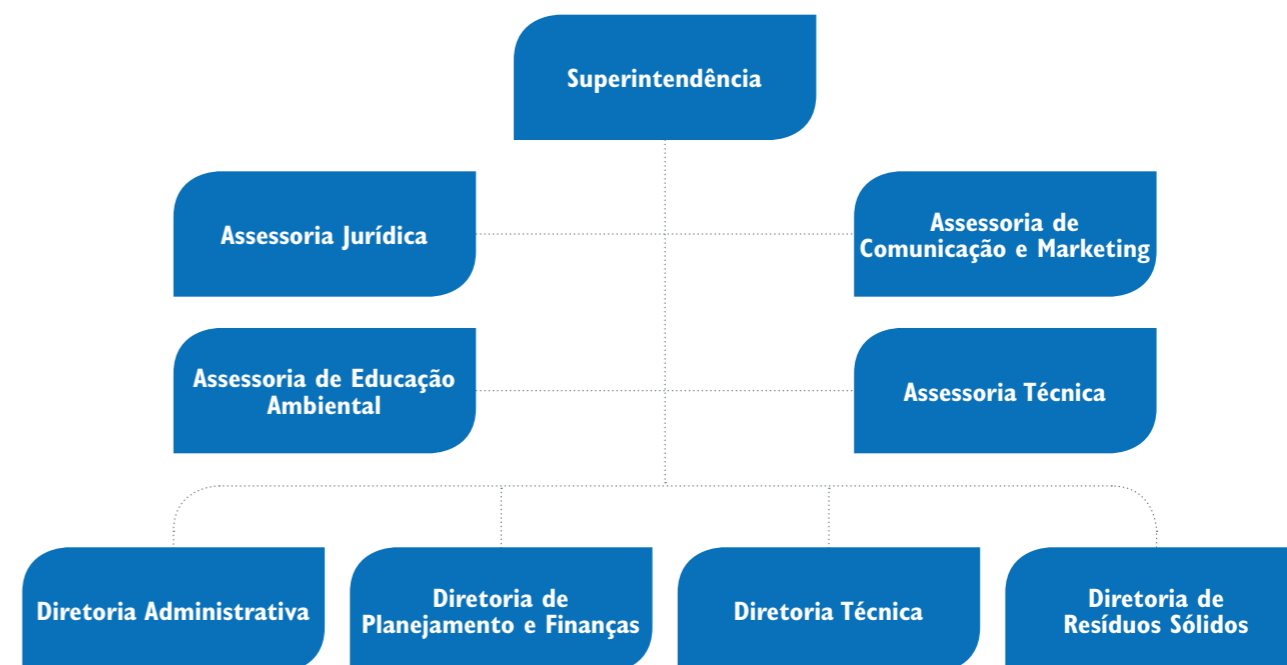 Superintendência
Assessoria Jurídica
Assessoria de
Comunicação e Marketing
Assessoria de Educação
Ambiental
Assessoria Técnica
Diretoria Administrativa
Diretoria de
Planejamento e Finanças
Diretoria Técnica
Diretoria de
Resíduos Sólidos